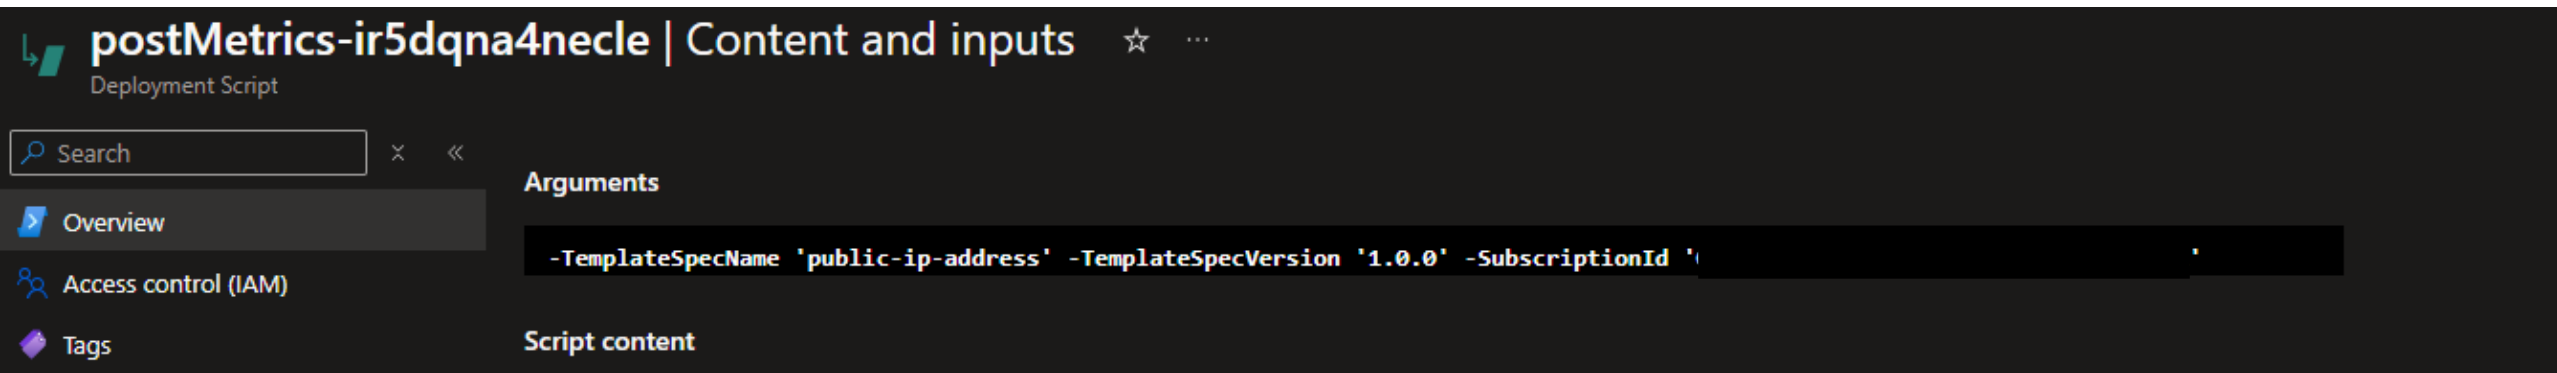 postMetrics-ir5dqna4necle | Content and inputs
Deployment Script
Search
Overview
Access control (IAM)
Tags
Arguments
-TemplateSpecName 'public-ip-address' -TemplateSpecVersion '1.0.0' -SubscriptionId ' '
Script content